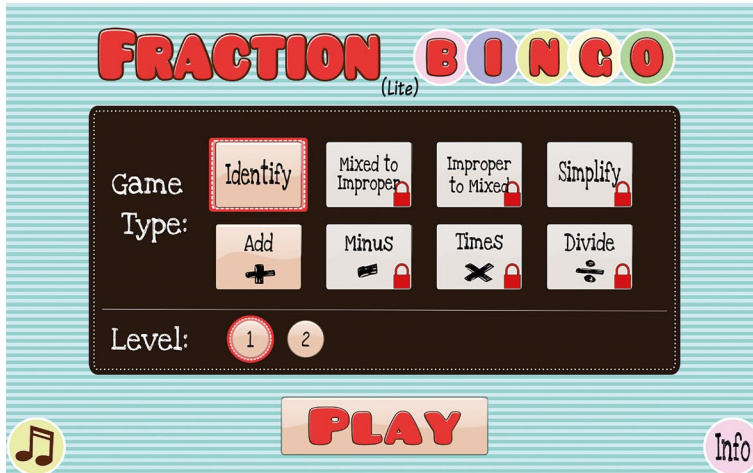 FRACTION BINGO
(Lite)
Game Type:
Identify
Mixed to Improper
Improper to Mixed
Simplify
Add +
Minus −
Times ×
Divide ÷
Level:
1
2
PLAY
Info